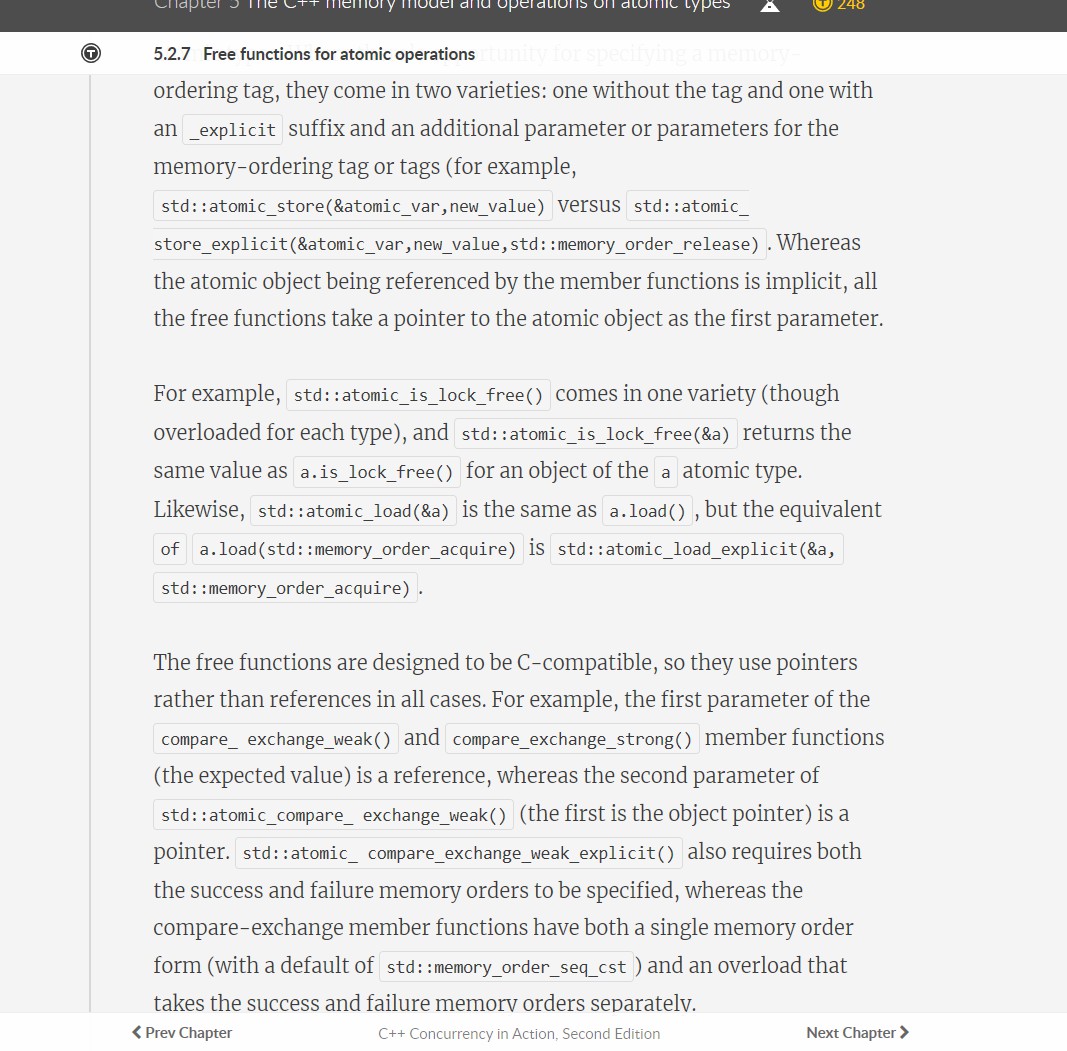 Chapter 5 The C++ memory model and operations on atomic types
248
5.2.7 Free functions for atomic operations
ordering tag, they come in two varieties: one without the tag and one with
an _explicit suffix and an additional parameter or parameters for the
memory-ordering tag or tags (for example,
std::atomic_store(&atomic_var,new_value) versus std::atomic_
store_explicit(&atomic_var,new_value,std::memory_order_release). Whereas
the atomic object being referenced by the member functions is implicit, all
the free functions take a pointer to the atomic object as the first parameter.
For example, std::atomic_is_lock_free() comes in one variety (though
overloaded for each type), and std::atomic_is_lock_free(&a) returns the
same value as a.is_lock_free() for an object of the a atomic type.
Likewise, std::atomic_load(&a) is the same as a.load(), but the equivalent
of a.load(std::memory_order_acquire) is std::atomic_load_explicit(&a,
std::memory_order_acquire).
The free functions are designed to be C-compatible, so they use pointers
rather than references in all cases. For example, the first parameter of the
compare_ exchange_weak() and compare_exchange_strong() member functions
(the expected value) is a reference, whereas the second parameter of
std::atomic_compare_ exchange_weak() (the first is the object pointer) is a
pointer. std::atomic_ compare_exchange_weak_explicit() also requires both
the success and failure memory orders to be specified, whereas the
compare-exchange member functions have both a single memory order
form (with a default of std::memory_order_seq_cst) and an overload that
takes the success and failure memory orders separately.
Prev Chapter
C++ Concurrency in Action, Second Edition
Next Chapter